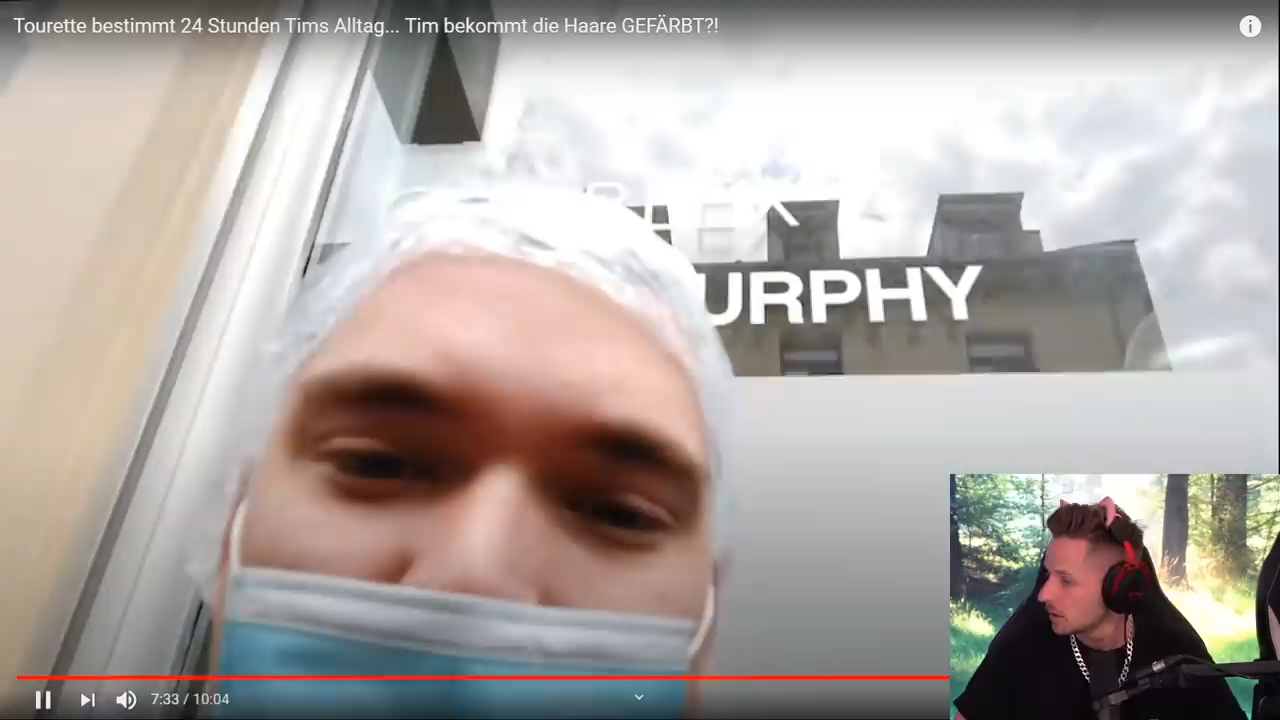 Tourette bestimmt 24 Stunden Tims Alltag... Tim bekommt die Haare GEFÄRBT?!
URPHY
7:33 / 10:04